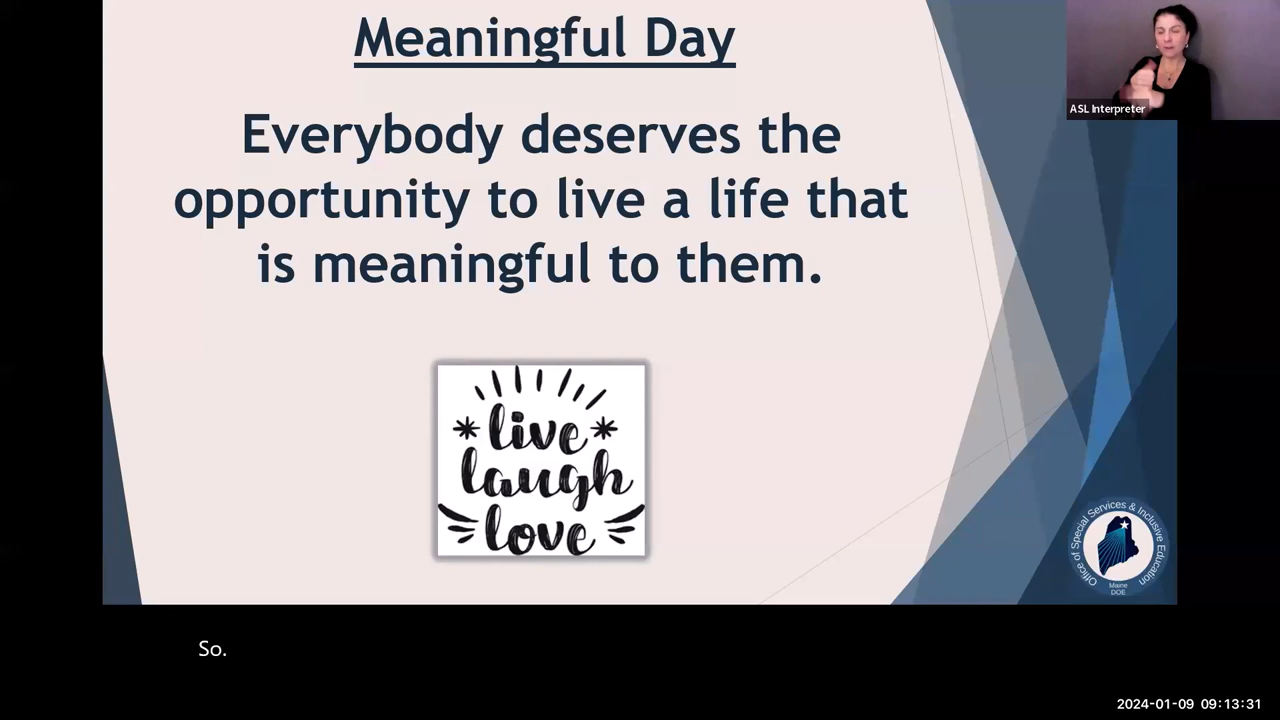 Meaningful Day
ASL Interpreter
Everybody deserves the
opportunity to live a life that
is meaningful to them.
live
laugh
love
Office of Special Services & Inclusive Education
Maine
DOE
So.
2024-01-09 09:13:31